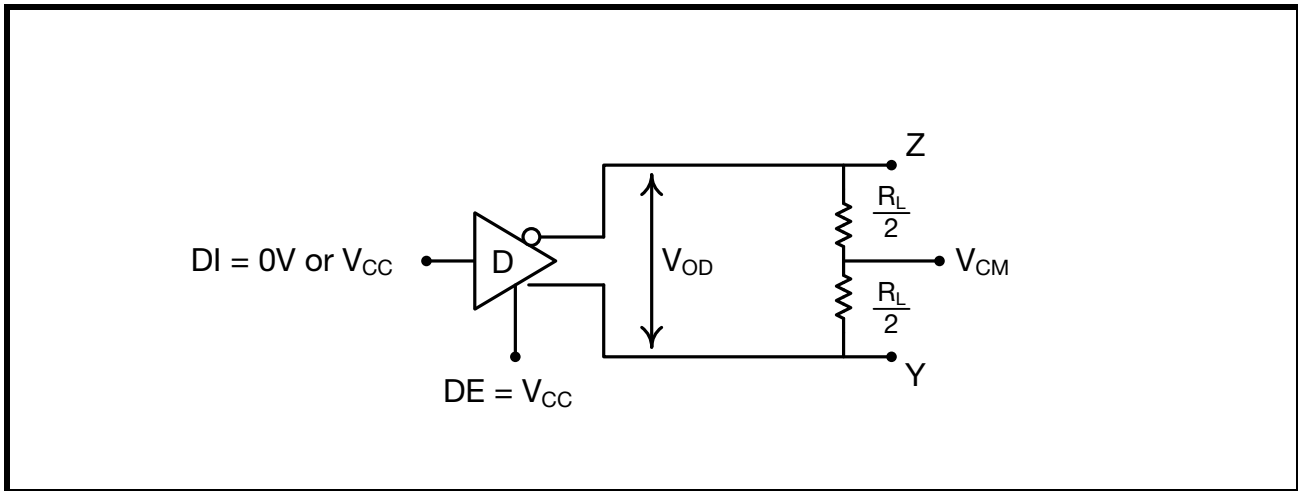 Z
R_L
2
DI = 0V or V_CC
D
V_OD
V_CM
R_L
2
DE = V_CC
Y